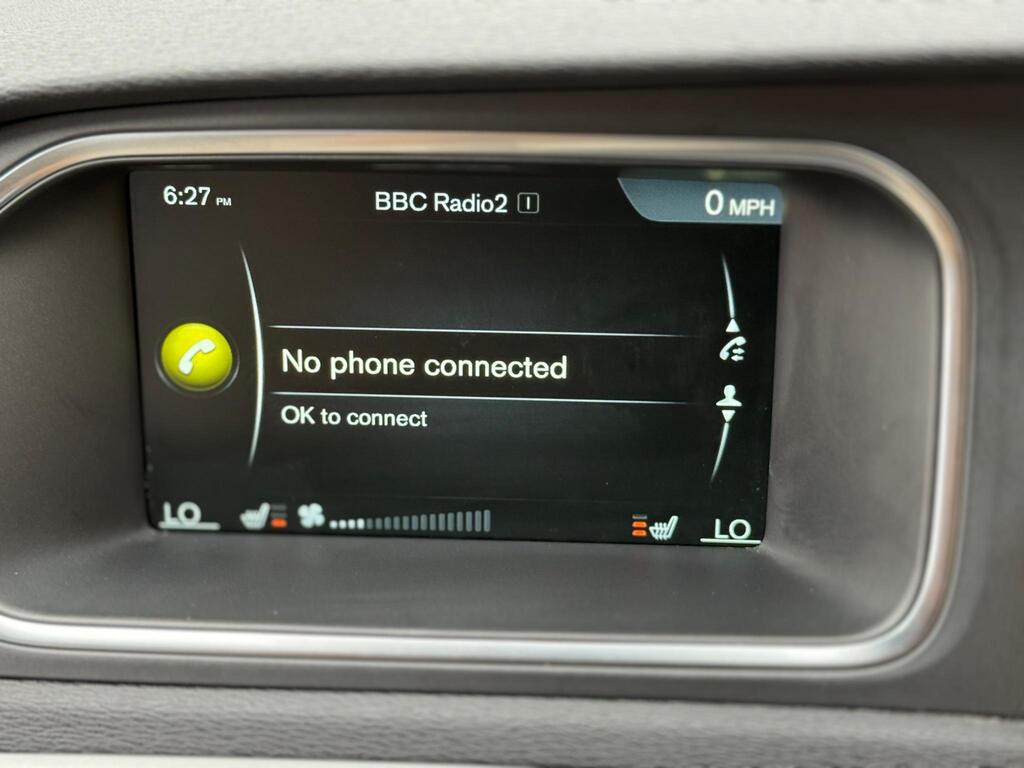 6:27 PM
BBC Radio2 I
0 MPH
No phone connected
OK to connect
LO
LO